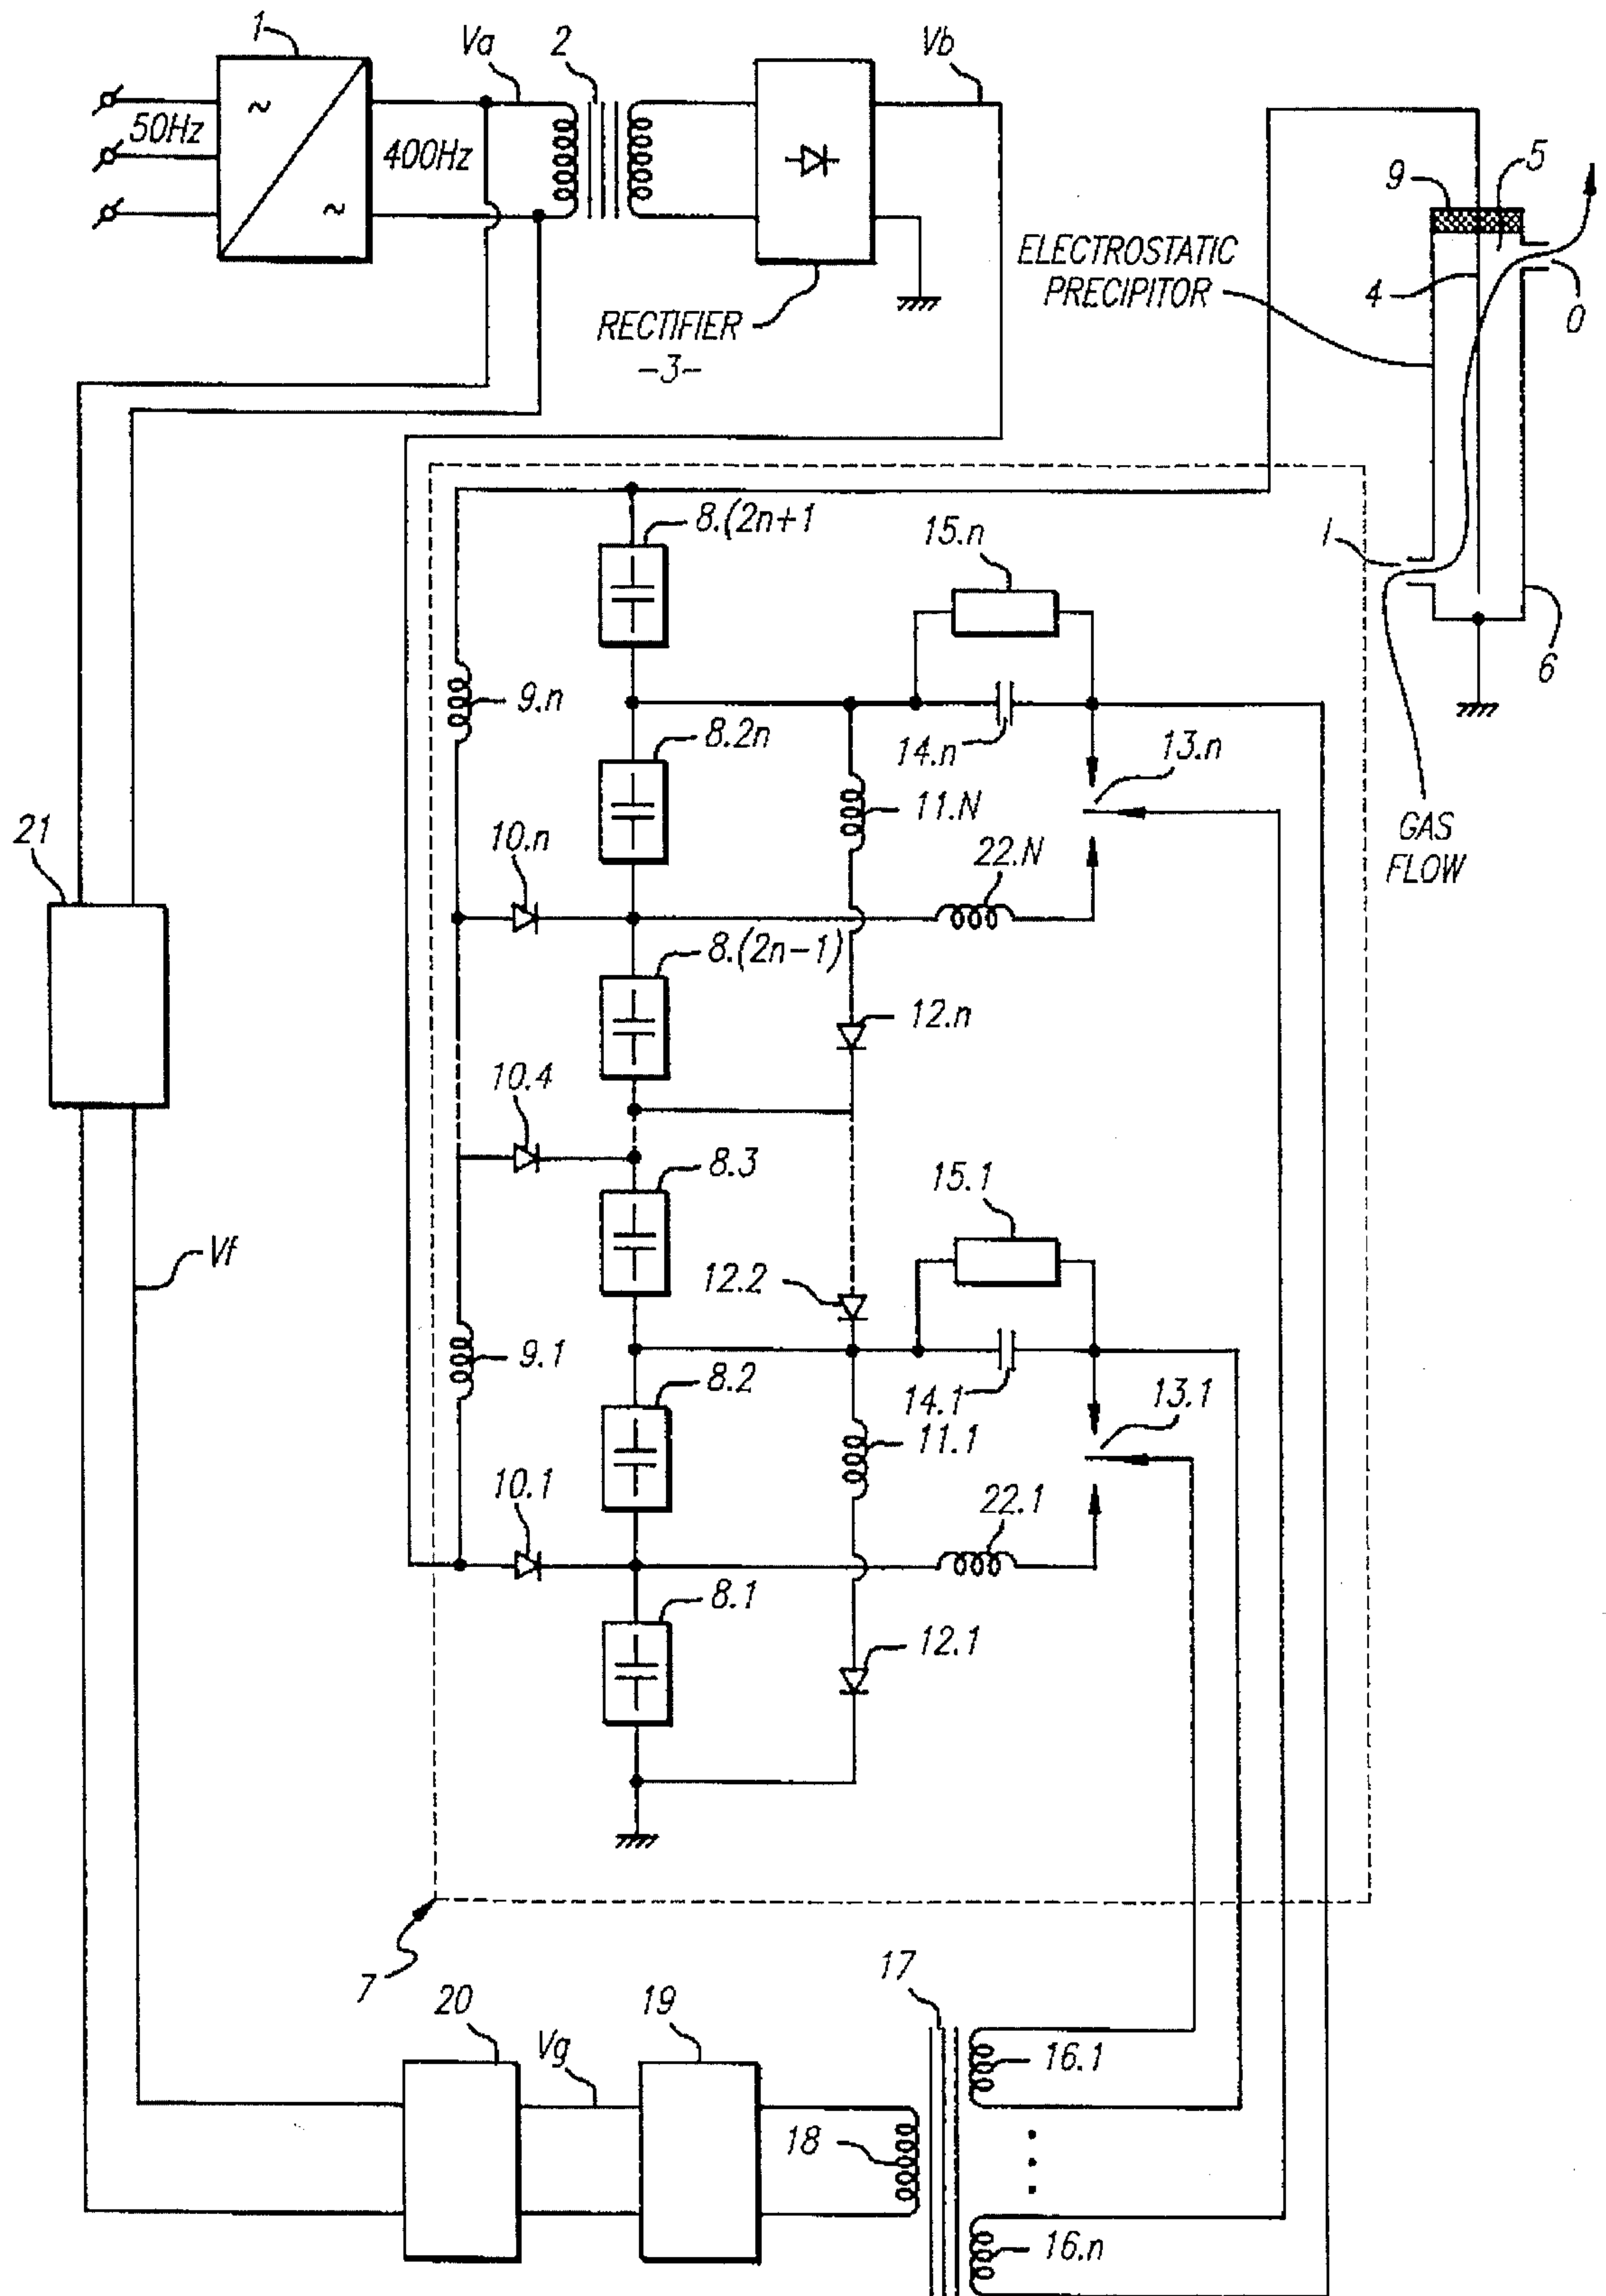 1
Va
2
Vb
~
50Hz
400Hz
~
RECTIFIER
-3-
ELECTROSTATIC
PRECIPITOR
9
5
4
0
1
6
GAS
FLOW
8.(2n+1
15.n
9.n
14.n
13.n
8.2n
11.N
10.n
22.N
21
8.(2n-1)
12.n
10.4
8.3
15.1
Vf
12.2
9.1
14.1
13.1
8.2
11.1
10.1
22.1
8.1
12.1
7
20
Vg
19
17
16.1
18
16.n